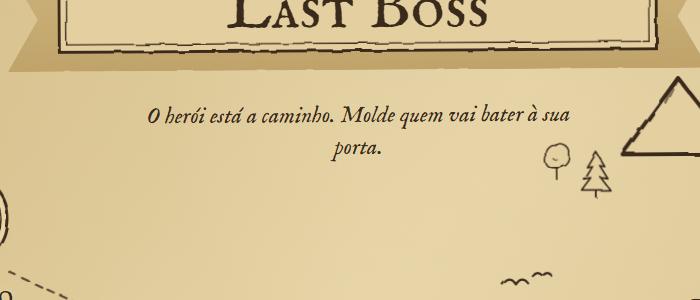 Last Boss
O herói está a caminho. Molde quem vai bater à sua
porta.